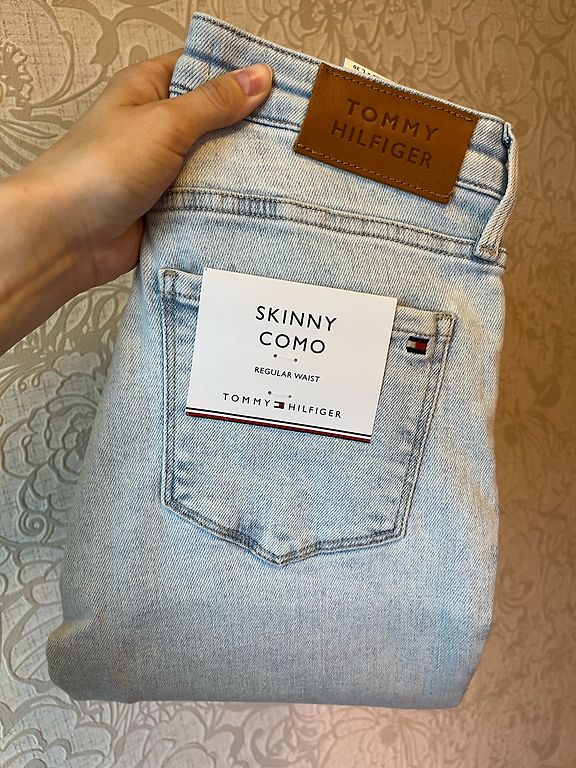 TOMMY
HILFIGER
SKINNY
COMO
REGULAR WAIST
TOMMY HILFIGER